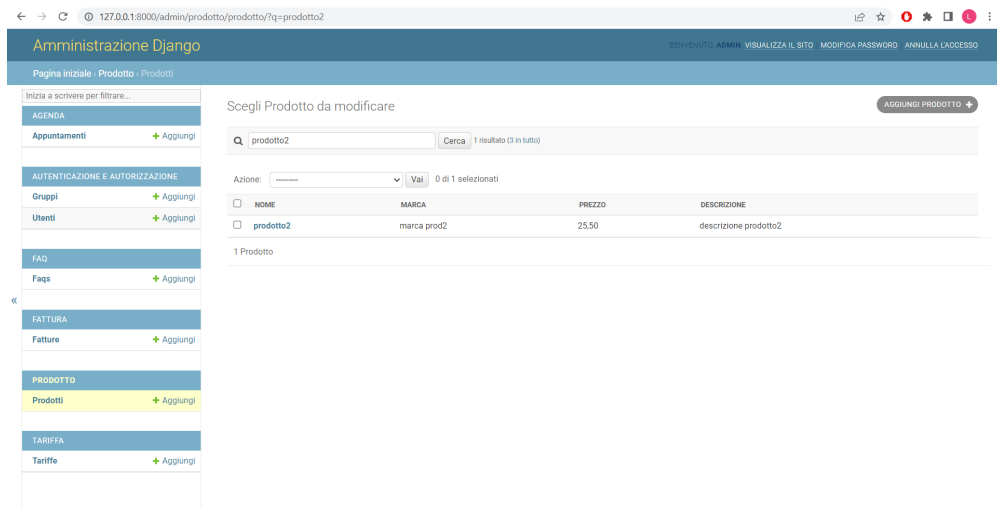 127.0.0.1:8000/admin/prodotto/prodotto/?q=prodotto2
L
Amministrazione Django
BENVENUTO, ADMIN. VISUALIZZA IL SITO / MODIFICA PASSWORD / ANNULLA L'ACCESSO
Pagina iniziale › Prodotto › Prodotti
Inizia a scrivere per filtrare...
AGENDA
Appuntamenti + Aggiungi
AUTENTICAZIONE E AUTORIZZAZIONE
Gruppi + Aggiungi
Utenti + Aggiungi
FAQ
Faqs + Aggiungi
«
FATTURA
Fatture + Aggiungi
PRODOTTO
Prodotti + Aggiungi
TARIFFA
Tariffe + Aggiungi
Scegli Prodotto da modificare
AGGIUNGI PRODOTTO +
prodotto2 Cerca 1 risultato (3 in tutto)
Azione: --------- Vai 0 di 1 selezionati
NOME MARCA PREZZO DESCRIZIONE
prodotto2 marca prod2 25,50 descrizione prodotto2
1 Prodotto